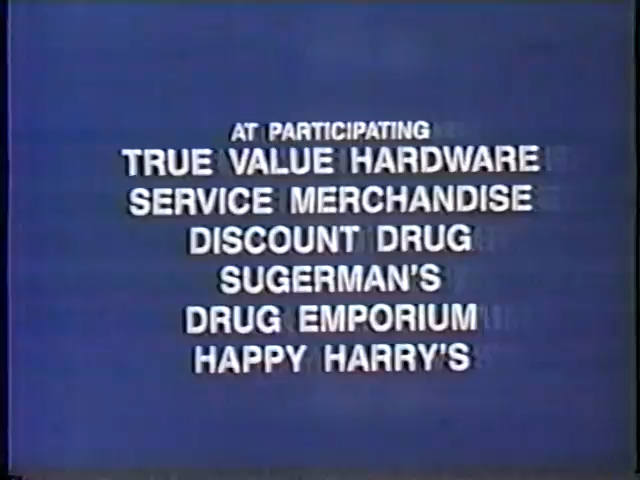 AT PARTICIPATING
TRUE VALUE HARDWARE
SERVICE MERCHANDISE
DISCOUNT DRUG
SUGERMAN'S
DRUG EMPORIUM
HAPPY HARRY'S